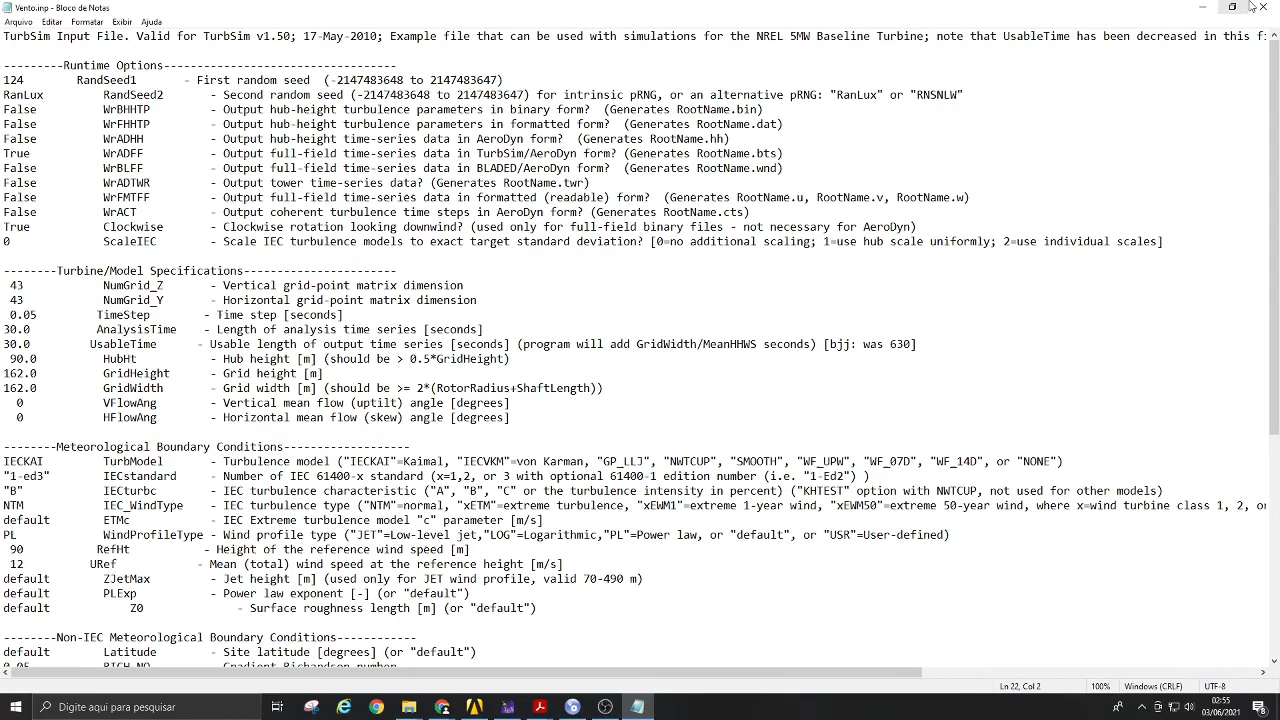 Vento.inp - Bloco de Notas
Arquivo Editar Formatar Exibir Ajuda
TurbSim Input File. Valid for TurbSim v1.50; 17-May-2010; Example file that can be used with simulations for the NREL 5MW Baseline Turbine; note that UsableTime has been decreased in this fi
---------Runtime Options-----------------------------------
124 RandSeed1 - First random seed (-2147483648 to 2147483647)
RanLux RandSeed2 - Second random seed (-2147483648 to 2147483647) for intrinsic pRNG, or an alternative pRNG: "RanLux" or "RNSNLW"
False WrBHHTP - Output hub-height turbulence parameters in binary form? (Generates RootName.bin)
False WrFHHTP - Output hub-height turbulence parameters in formatted form? (Generates RootName.dat)
False WrADHH - Output hub-height time-series data in AeroDyn form? (Generates RootName.hh)
True WrADFF - Output full-field time-series data in TurbSim/AeroDyn form? (Generates RootName.bts)
False WrBLFF - Output full-field time-series data in BLADED/AeroDyn form? (Generates RootName.wnd)
False WrADTWR - Output tower time-series data? (Generates RootName.twr)
False WrFMTFF - Output full-field time-series data in formatted (readable) form? (Generates RootName.u, RootName.v, RootName.w)
False WrACT - Output coherent turbulence time steps in AeroDyn form? (Generates RootName.cts)
True Clockwise - Clockwise rotation looking downwind? (used only for full-field binary files - not necessary for AeroDyn)
0 ScaleIEC - Scale IEC turbulence models to exact target standard deviation? [0=no additional scaling; 1=use hub scale uniformly; 2=use individual scales]
--------Turbine/Model Specifications-----------------------
43 NumGrid_Z - Vertical grid-point matrix dimension
43 NumGrid_Y - Horizontal grid-point matrix dimension
0.05 TimeStep - Time step [seconds]
30.0 AnalysisTime - Length of analysis time series [seconds]
30.0 UsableTime - Usable length of output time series [seconds] (program will add GridWidth/MeanHHWS seconds) [bjj: was 630]
90.0 HubHt - Hub height [m] (should be > 0.5*GridHeight)
162.0 GridHeight - Grid height [m]
162.0 GridWidth - Grid width [m] (should be >= 2*(RotorRadius+ShaftLength))
0 VFlowAng - Vertical mean flow (uptilt) angle [degrees]
0 HFlowAng - Horizontal mean flow (skew) angle [degrees]
--------Meteorological Boundary Conditions-------------------
IECKAI TurbModel - Turbulence model ("IECKAI"=Kaimal, "IECVKM"=von Karman, "GP_LLJ", "NWTCUP", "SMOOTH", "WF_UPW", "WF_07D", "WF_14D", or "NONE")
"1-ed3" IECstandard - Number of IEC 61400-x standard (x=1,2, or 3 with optional 61400-1 edition number (i.e. "1-Ed2") )
"B" IECturbc - IEC turbulence characteristic ("A", "B", "C" or the turbulence intensity in percent) ("KHTEST" option with NWTCUP, not used for other models)
NTM IEC_WindType - IEC turbulence type ("NTM"=normal, "xETM"=extreme turbulence, "xEWM1"=extreme 1-year wind, "xEWM50"=extreme 50-year wind, where x=wind turbine class 1, 2, or
default ETMc - IEC Extreme turbulence model "c" parameter [m/s]
PL WindProfileType - Wind profile type ("JET"=Low-level jet,"LOG"=Logarithmic,"PL"=Power law, or "default", or "USR"=User-defined)
90 RefHt - Height of the reference wind speed [m]
12 URef - Mean (total) wind speed at the reference height [m/s]
default ZJetMax - Jet height [m] (used only for JET wind profile, valid 70-490 m)
default PLExp - Power law exponent [-] (or "default")
default Z0 - Surface roughness length [m] (or "default")
--------Non-IEC Meteorological Boundary Conditions------------
default Latitude - Site latitude [degrees] (or "default")
0.05 RICH_NO - Gradient Richardson number
Ln 22, Col 2 100% Windows (CRLF) UTF-8
Digite aqui para pesquisar
02:55
03/06/2021
8